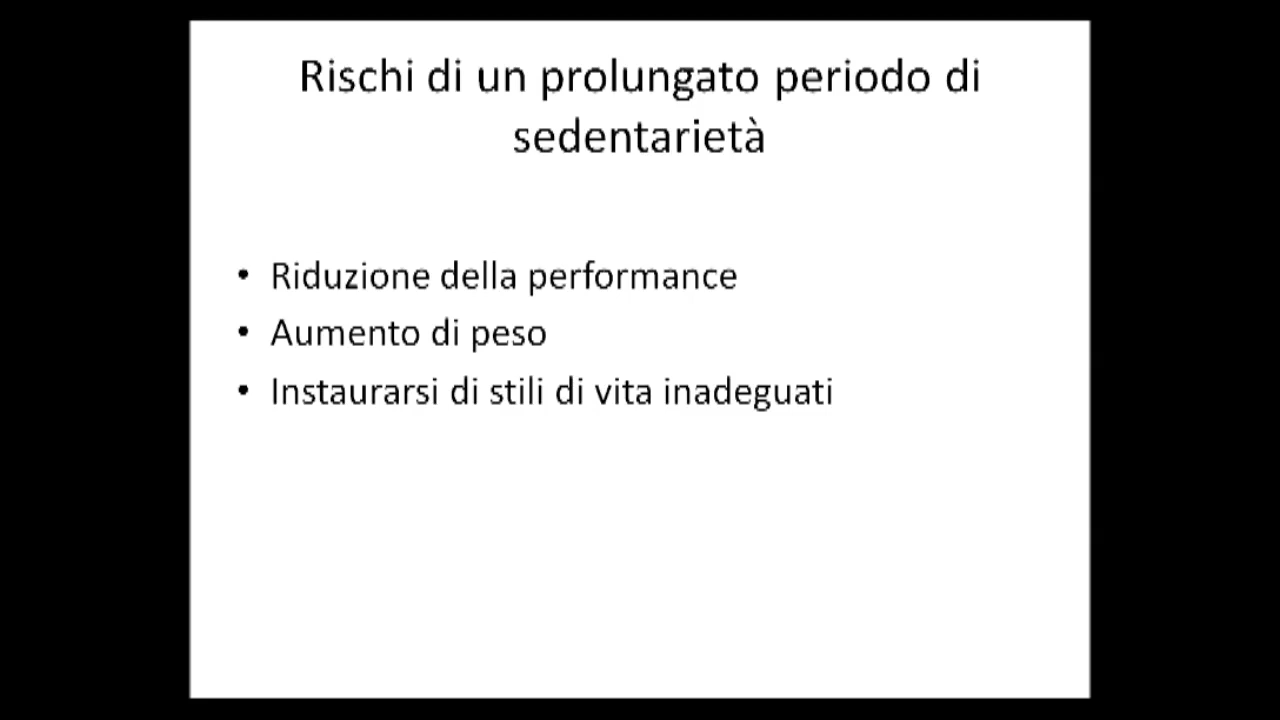 Rischi di un prolungato periodo di
sedentarietà
• Riduzione della performance
• Aumento di peso
• Instaurarsi di stili di vita inadeguati